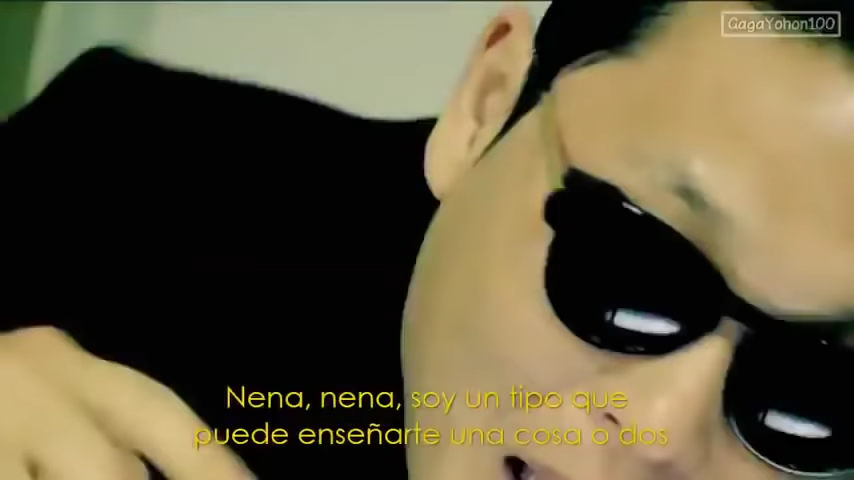 GagaYohon100
Nena, nena, soy un tipo que
puede enseñarte una cosa o dos